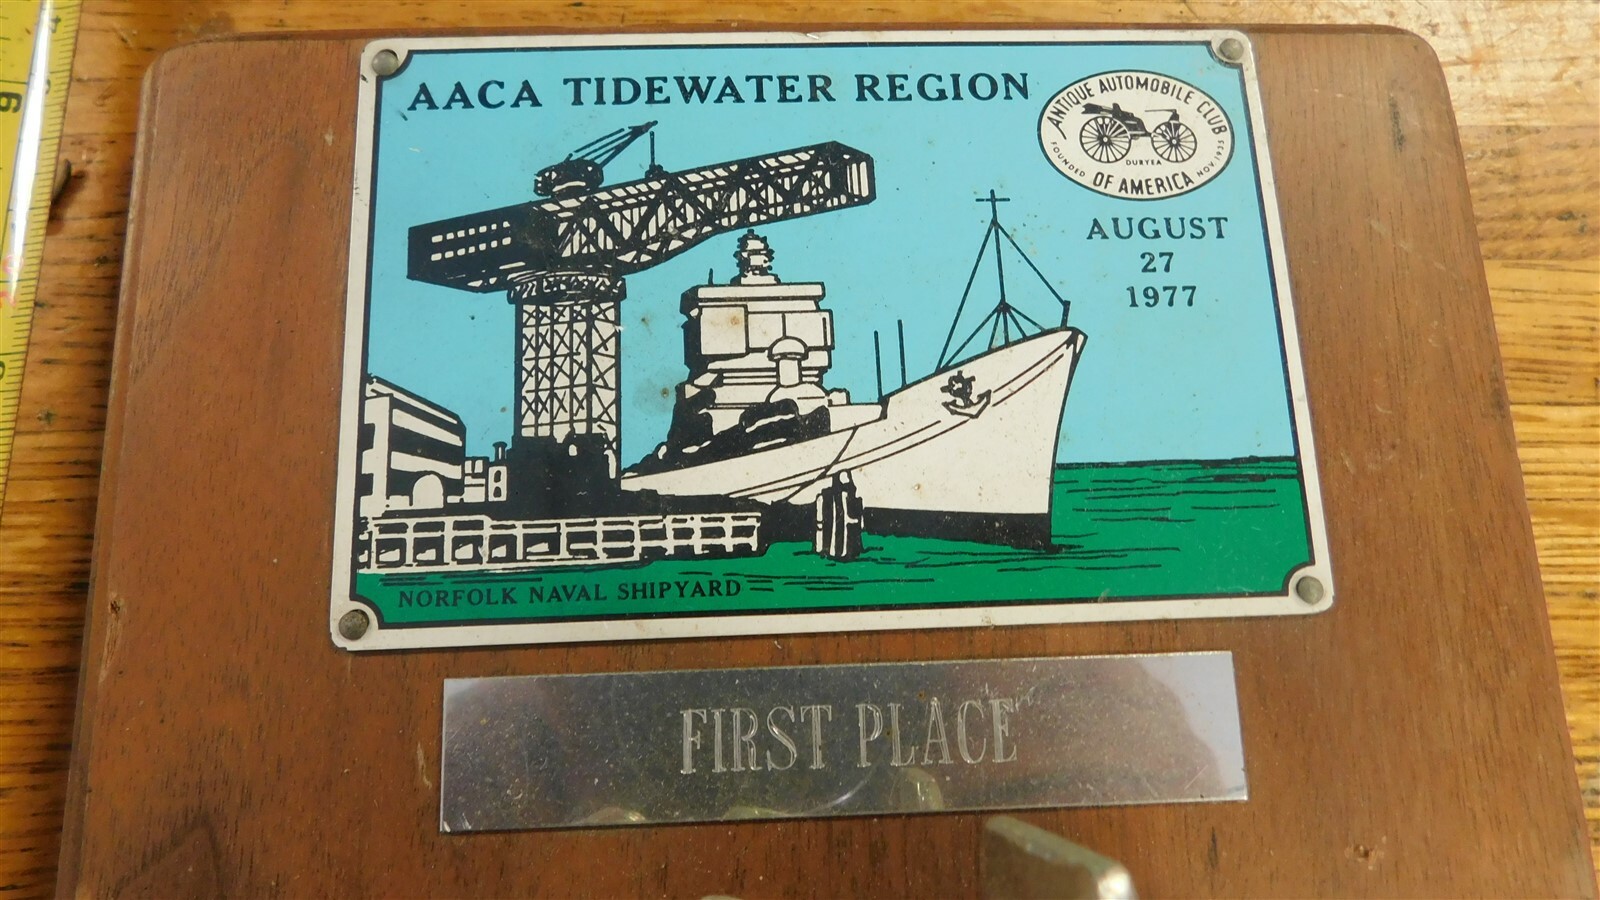 AACA TIDEWATER REGION
ANTIQUE AUTOMOBILE CLUB
OF AMERICA
FOUNDED
DURYEA
NOV. 1935
AUGUST
27
1977
NORFOLK NAVAL SHIPYARD
FIRST PLACE
9